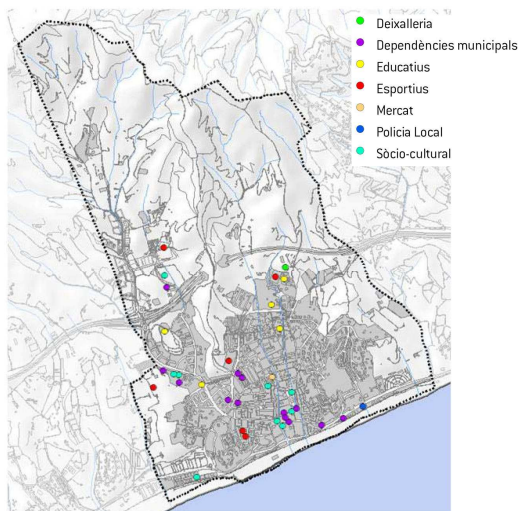 Deixalleria
Dependències municipals
Educatius
Esportius
Mercat
Policia Local
Sòcio-cultural